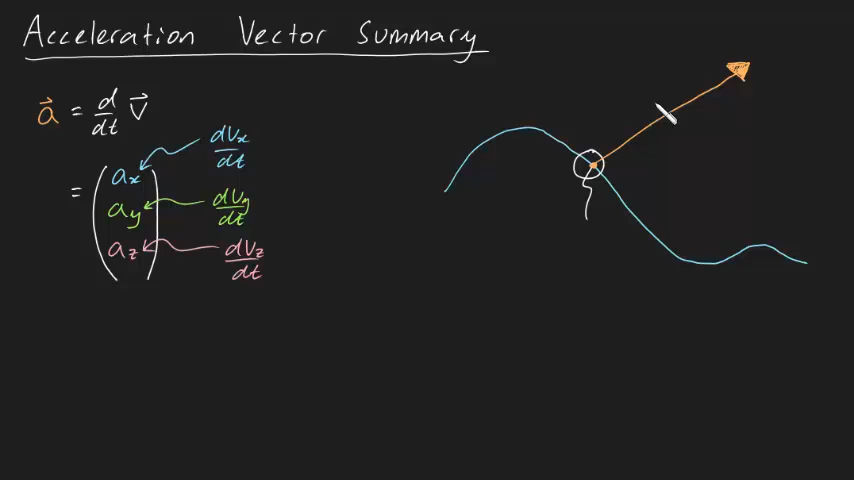 Acceleration Vector Summary
a⃗ = d/dt v⃗
= ( ax dvx/dt
ay dvy/dt
az ) dvz/dt